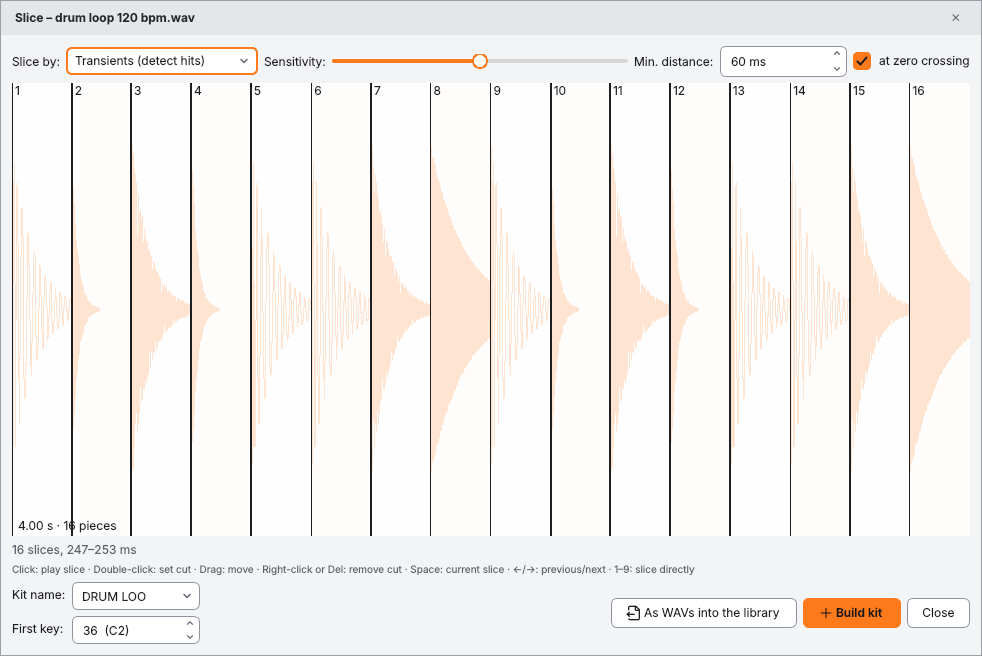 Slice – drum loop 120 bpm.wav
Slice by: Transients (detect hits) Sensitivity: Min. distance: 60 ms at zero crossing
1 2 3 4 5 6 7 8 9 10 11 12 13 14 15 16
4.00 s · 16 pieces
16 slices, 247–253 ms
Click: play slice · Double-click: set cut · Drag: move · Right-click or Del: remove cut · Space: current slice · ←/→: previous/next · 1–9: slice directly
Kit name: DRUM LOO
First key: 36 (C2)
As WAVs into the library
+ Build kit
Close